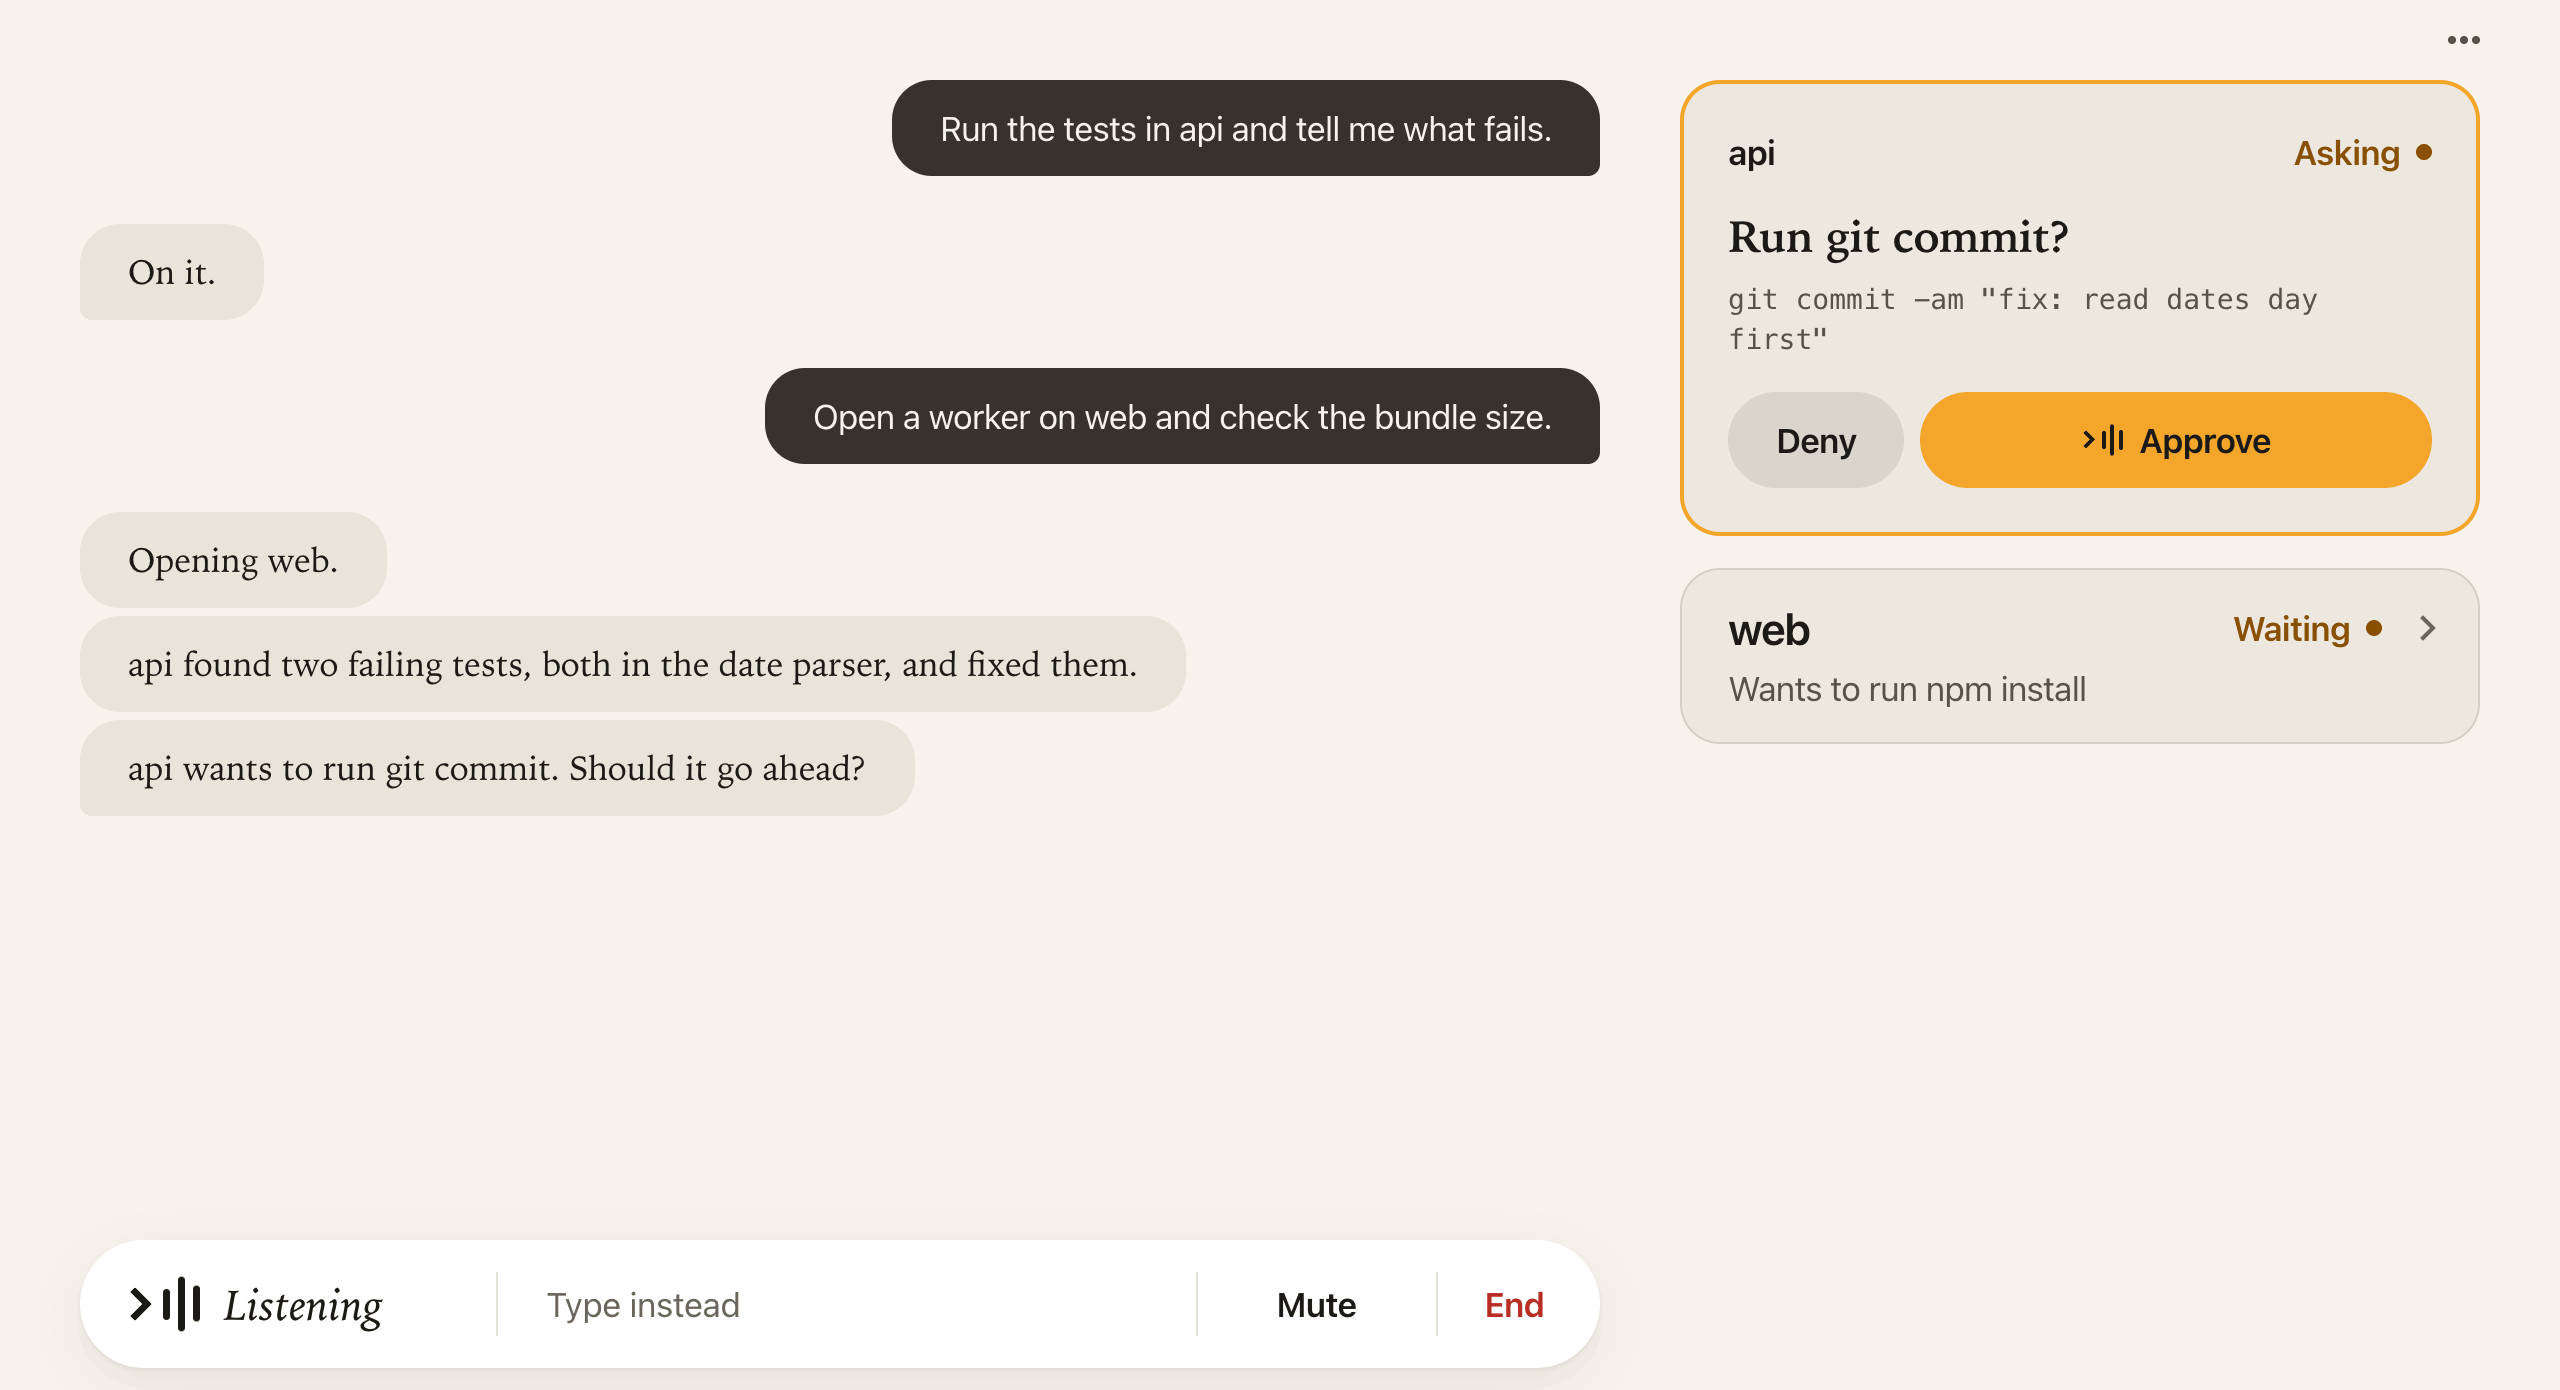 Run the tests in api and tell me what fails.
On it.
Open a worker on web and check the bundle size.
Opening web.
api found two failing tests, both in the date parser, and fixed them.
api wants to run git commit. Should it go ahead?
Listening
Type instead
Mute
End
api
Asking
Run git commit?
git commit -am "fix: read dates day
first"
Deny
Approve
web
Waiting
Wants to run npm install